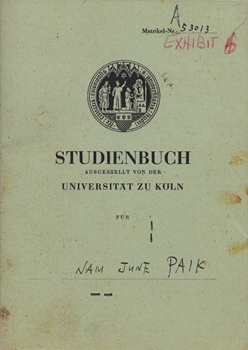 Matrikel-Nr. A 53013
EXHIBIT
STUDIENBUCH
AUSGESTELLT VON DER
UNIVERSITÄT ZU KÖLN
FÜR
NAM JUNE PAIK